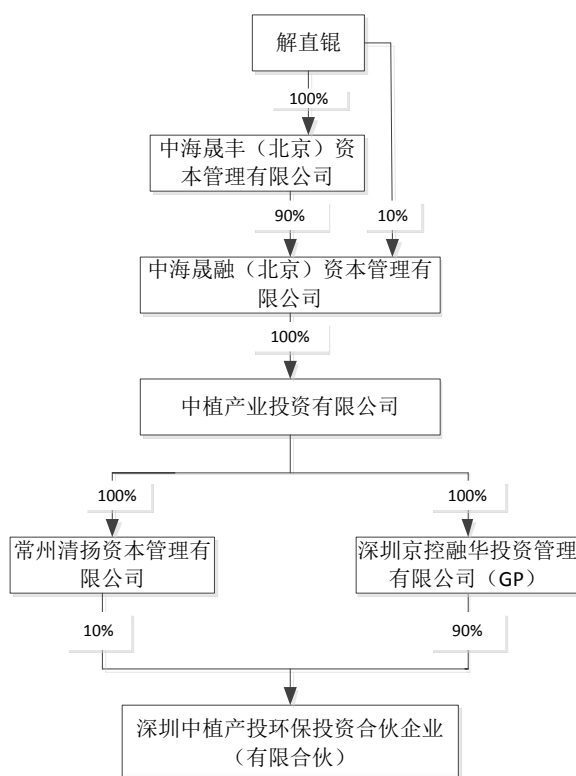 解直锟
100%
中海晟丰（北京）资
本管理有限公司
90%
10%
中海晟融（北京）资本管理有
限公司
100%
中植产业投资有限公司
100%
100%
常州清扬资本管理有
限公司
深圳京控融华投资管理
有限公司（GP）
10%
90%
深圳中植产投环保投资合伙企业
（有限合伙）